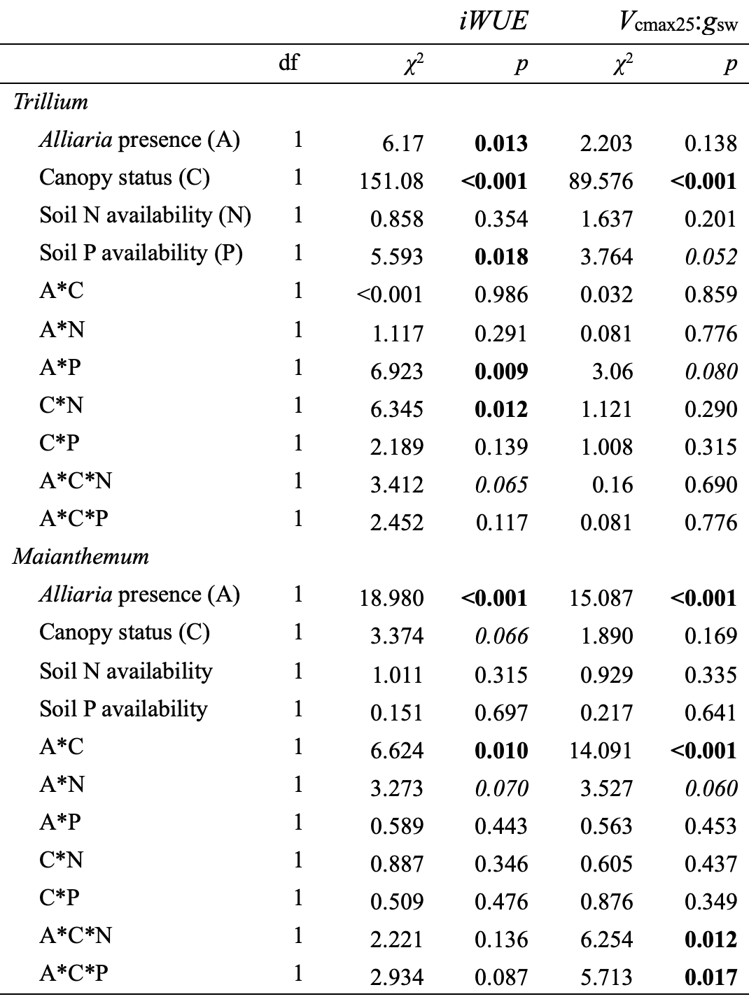 iWUE Vcmax25:gsw
df χ² p χ² p
Trillium
Alliaria presence (A) 1 6.17 0.013 2.203 0.138
Canopy status (C) 1 151.08 <0.001 89.576 <0.001
Soil N availability (N) 1 0.858 0.354 1.637 0.201
Soil P availability (P) 1 5.593 0.018 3.764 0.052
A*C 1 <0.001 0.986 0.032 0.859
A*N 1 1.117 0.291 0.081 0.776
A*P 1 6.923 0.009 3.06 0.080
C*N 1 6.345 0.012 1.121 0.290
C*P 1 2.189 0.139 1.008 0.315
A*C*N 1 3.412 0.065 0.16 0.690
A*C*P 1 2.452 0.117 0.081 0.776
Maianthemum
Alliaria presence (A) 1 18.980 <0.001 15.087 <0.001
Canopy status (C) 1 3.374 0.066 1.890 0.169
Soil N availability 1 1.011 0.315 0.929 0.335
Soil P availability 1 0.151 0.697 0.217 0.641
A*C 1 6.624 0.010 14.091 <0.001
A*N 1 3.273 0.070 3.527 0.060
A*P 1 0.589 0.443 0.563 0.453
C*N 1 0.887 0.346 0.605 0.437
C*P 1 0.509 0.476 0.876 0.349
A*C*N 1 2.221 0.136 6.254 0.012
A*C*P 1 2.934 0.087 5.713 0.017